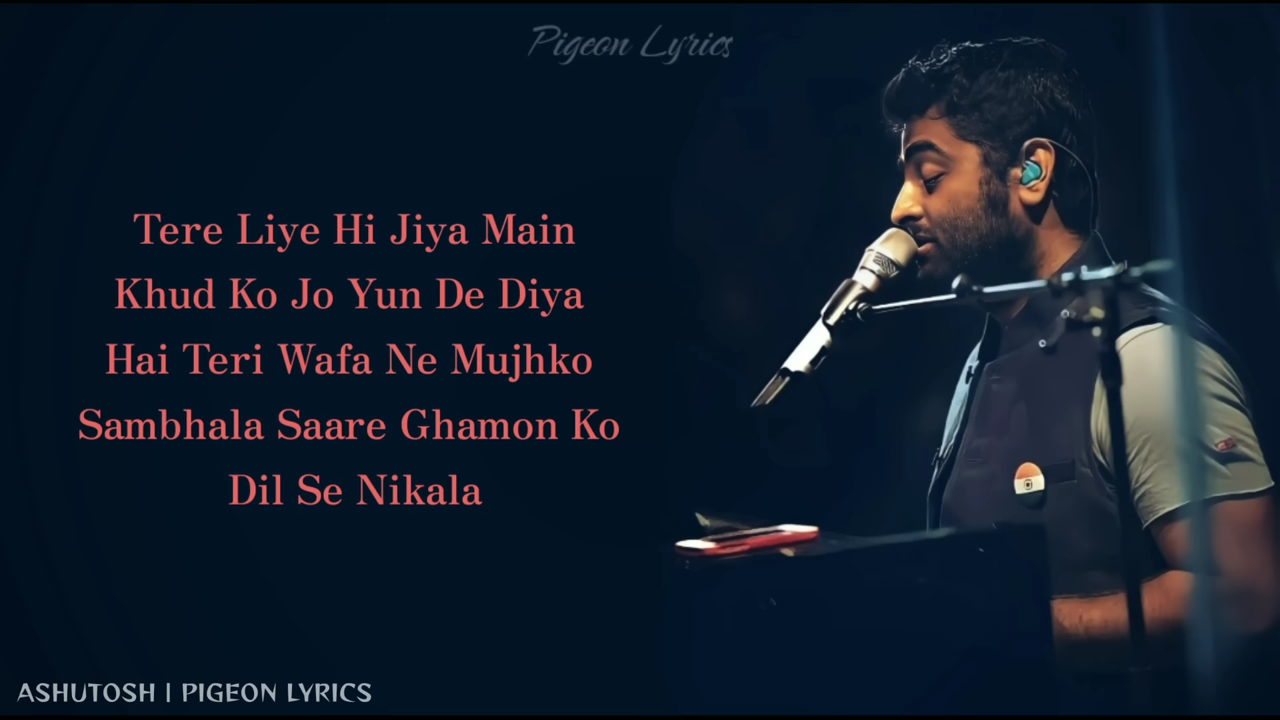 Pigeon Lyrics
Tere Liye Hi Jiya Main
Khud Ko Jo Yun De Diya
Hai Teri Wafa Ne Mujhko
Sambhala Saare Ghamon Ko
Dil Se Nikala
ASHUTOSH | PIGEON LYRICS